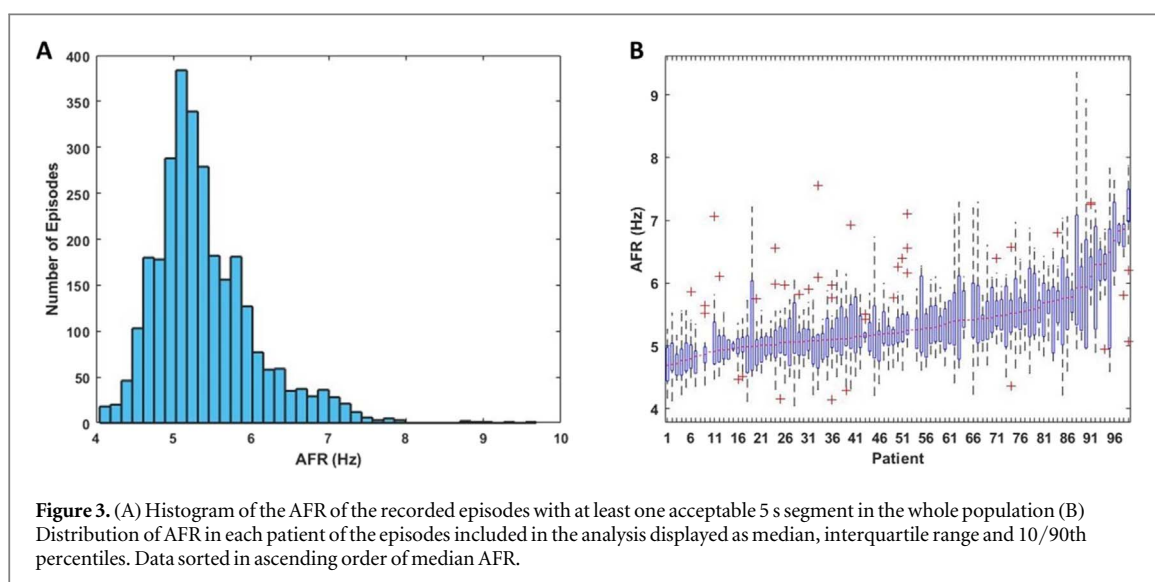 A
400
350
300
250
200
150
100
50
0
Number of Episodes
4 5 6 7 8 9 10
AFR (Hz)
B
9
8
7
6
5
4
AFR (Hz)
1 6 11 16 21 26 31 36 41 46 51 56 61 66 71 76 81 86 91 96
Patient
Figure 3. (A) Histogram of the AFR of the recorded episodes with at least one acceptable 5 s segment in the whole population (B)
Distribution of AFR in each patient of the episodes included in the analysis displayed as median, interquartile range and 10/90th
percentiles. Data sorted in ascending order of median AFR.